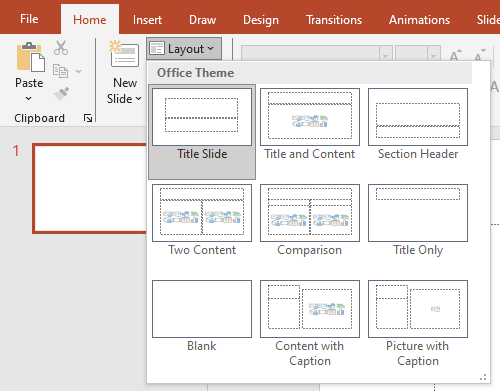 File Home Insert Draw Design Transitions Animations Slide
Layout
Paste
New
Slide
Clipboard
Office Theme
1
Title Slide Title and Content Section Header
Two Content Comparison Title Only
Blank Content with Caption Picture with Caption